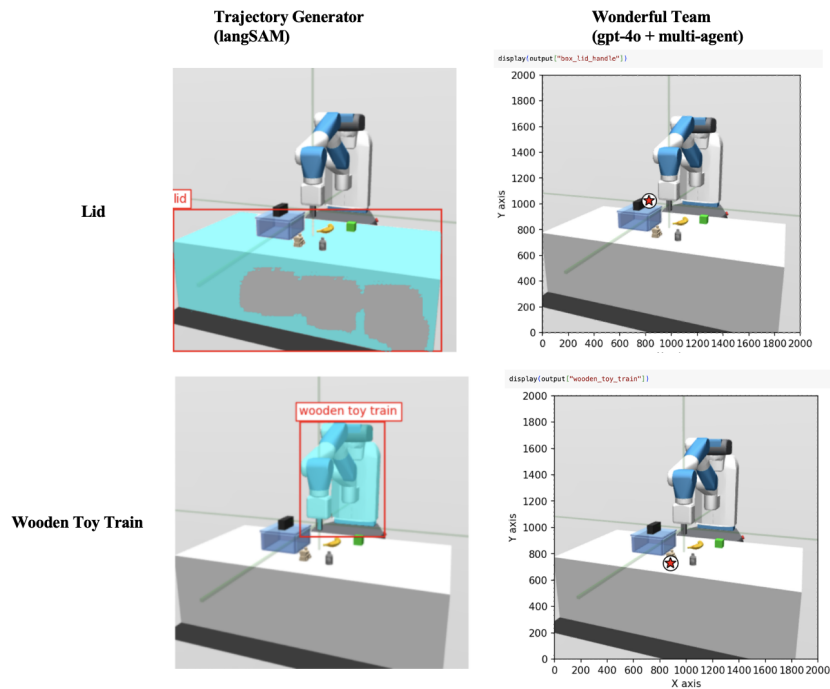 Trajectory Generator
(langSAM)
Wonderful Team
(gpt-4o + multi-agent)
display(output["box_lid_handle"])
Lid
lid
Y axis
2000
1800
1600
1400
1200
1000
800
600
400
200
0
0 200 400 600 800 1000 1200 1400 1600 1800 2000
display(output["wooden_toy_train"])
Wooden Toy Train
wooden toy train
Y axis
2000
1800
1600
1400
1200
1000
800
600
400
200
0
0 200 400 600 800 1000 1200 1400 1600 1800 2000
X axis